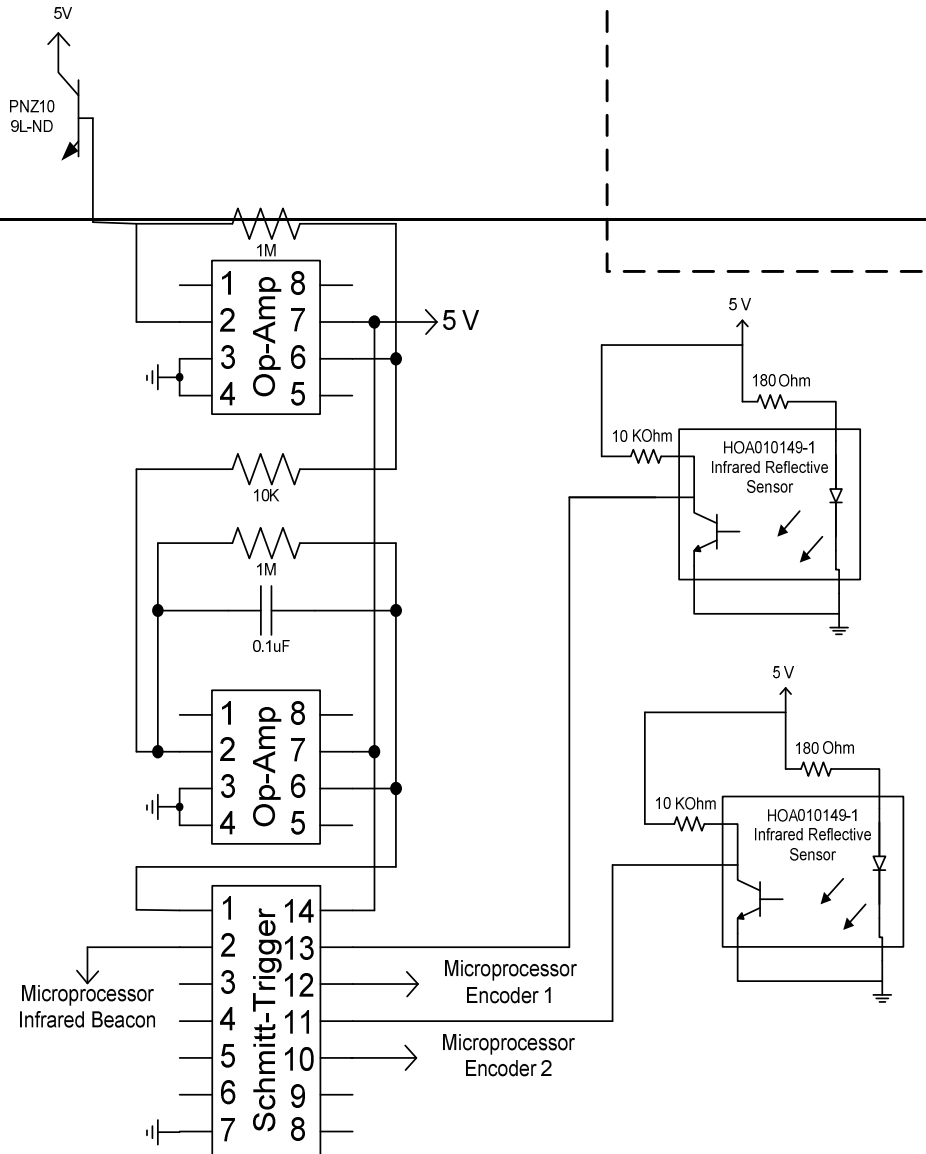 5V
PNZ10
9L-ND
1M
1 8
2 7
3 6
4 5
Op-Amp
5 V
10K
1M
0.1uF
1 8
2 7
3 6
4 5
Op-Amp
1 14
2 13
3 12
4 11
5 10
6 9
7 8
Schmitt-Trigger
Microprocessor
Infrared Beacon
Microprocessor
Encoder 1
Microprocessor
Encoder 2
5 V
180 Ohm
10 KOhm
HOA010149-1
Infrared Reflective
Sensor
5 V
180 Ohm
10 KOhm
HOA010149-1
Infrared Reflective
Sensor